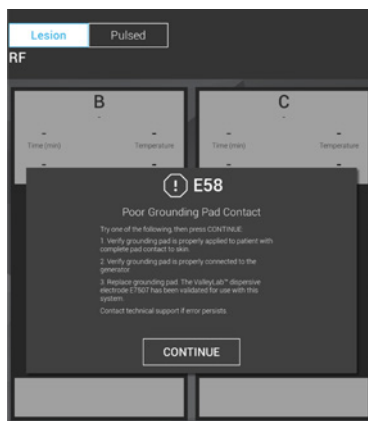 Lesion Pulsed
RF
B C
- -
- - - -
Time (min) Temperature Time (min) Temperature
- - - -
! E58
Poor Grounding Pad Contact
Try one of the following, then press CONTINUE.
1. Verify grounding pad is properly applied to patient with
complete pad contact to skin.
2. Verify grounding pad is properly connected to the
generator.
3. Replace grounding pad. The ValleyLab™ dispersive
electrode E7507 has been validated for use with this
system.
Contact technical support if error persists.
CONTINUE